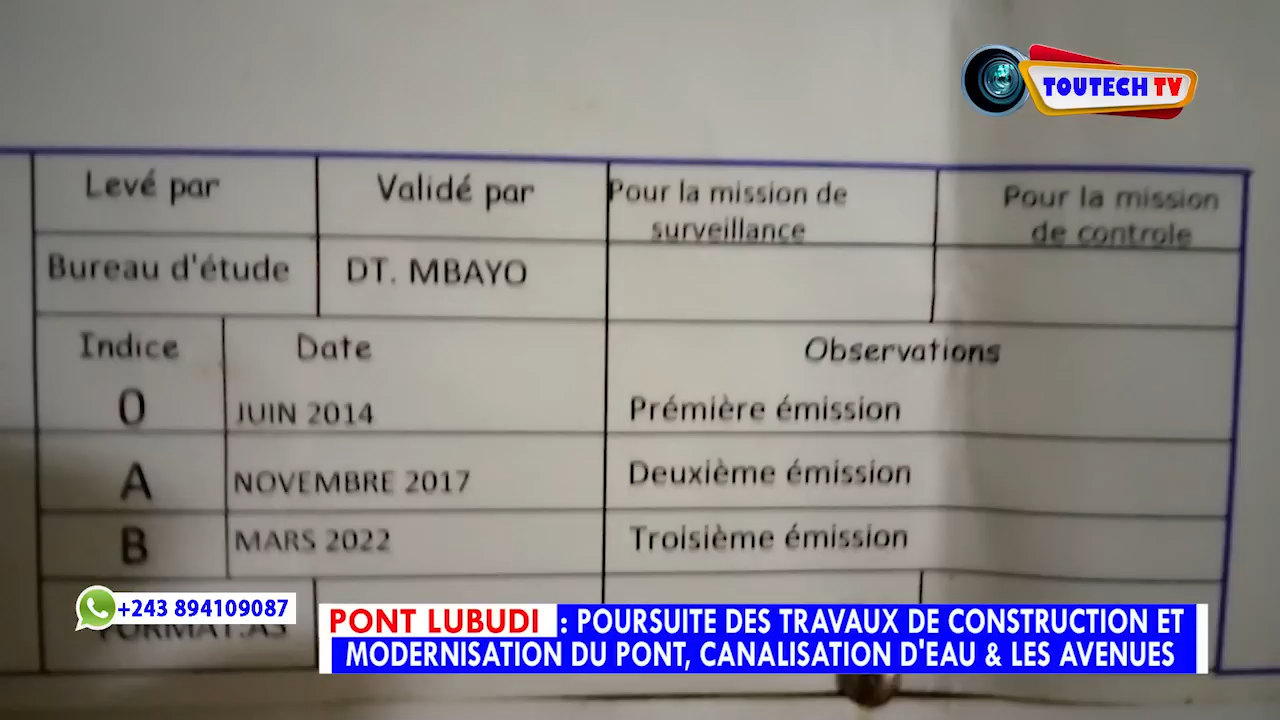 TOUTECH TV
Levé par
Validé par
Pour la mission de
surveillance
Pour la mission
de controle
Bureau d'étude
DT. MBAYO
Indice
Date
Observations
0
JUIN 2014
Prémière émission
A
NOVEMBRE 2017
Deuxième émission
B
MARS 2022
Troisième émission
+243 894109087
FORMAT:A3
PONT LUBUDI : POURSUITE DES TRAVAUX DE CONSTRUCTION ET
MODERNISATION DU PONT, CANALISATION D'EAU & LES AVENUES